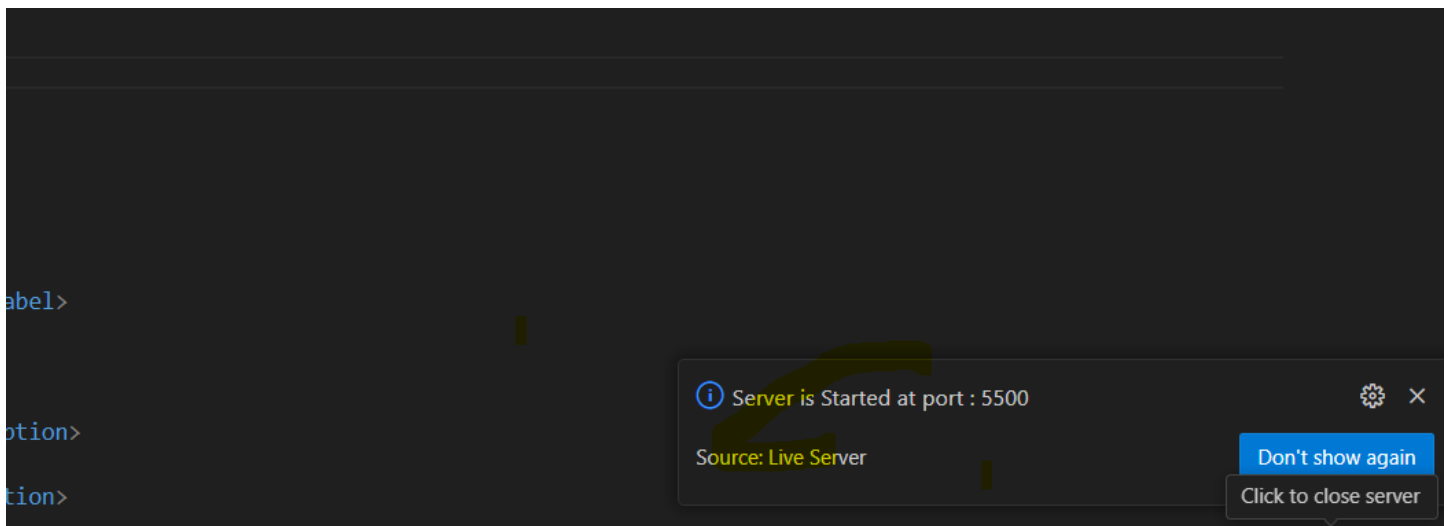 abel>
ption>
tion>
Server is Started at port : 5500
Source: Live Server
Don't show again
Click to close server